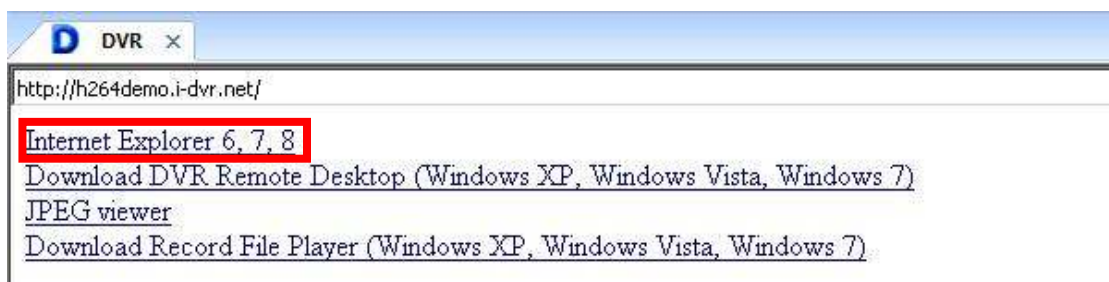 D DVR ×
http://h264demo.i-dvr.net/
Internet Explorer 6, 7, 8
Download DVR Remote Desktop (Windows XP, Windows Vista, Windows 7)
JPEG viewer
Download Record File Player (Windows XP, Windows Vista, Windows 7)